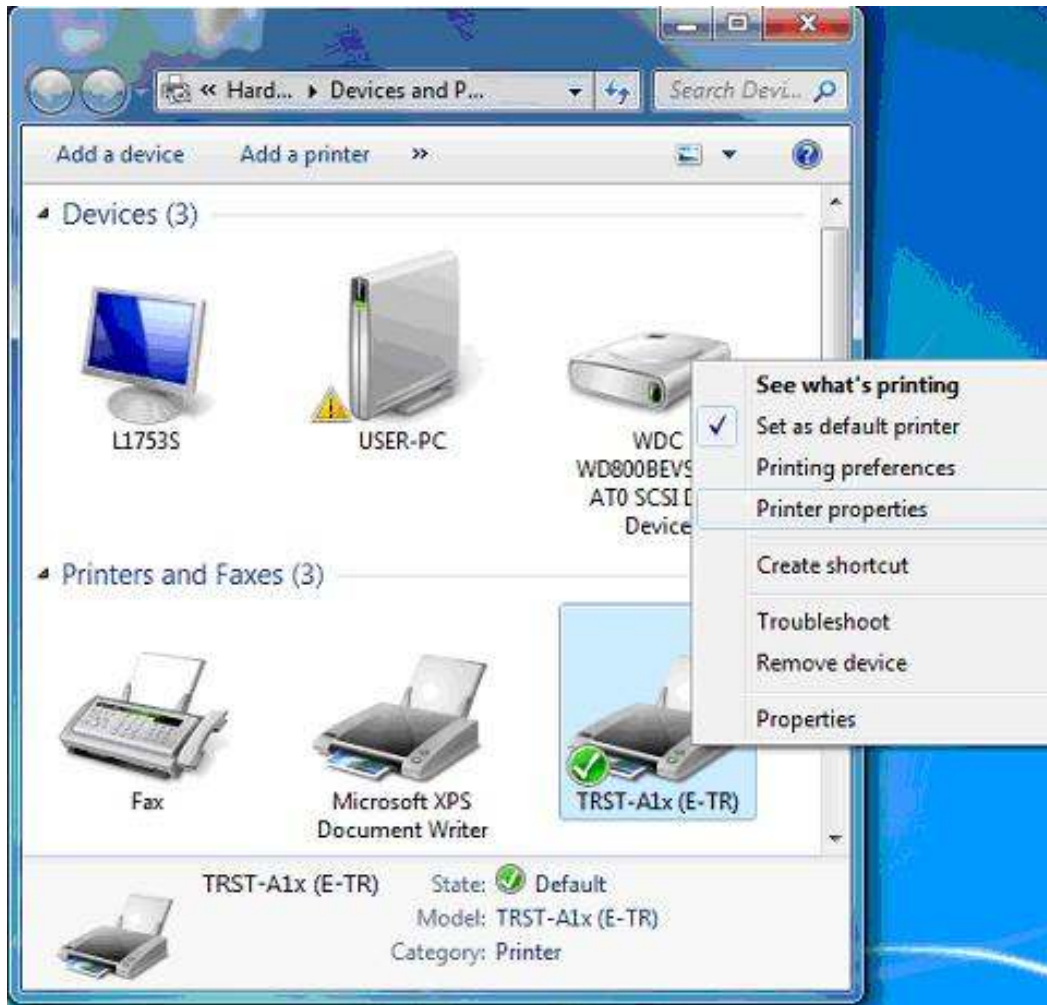 « Hard... ▸ Devices and P...
Search Devi...
Add a device Add a printer »
Devices (3)
L1753S
USER-PC
WDC
WD800BEVS
AT0 SCSI D
Device
See what's printing
Set as default printer
Printing preferences
Printer properties
Create shortcut
Troubleshoot
Remove device
Properties
Printers and Faxes (3)
Fax
Microsoft XPS
Document Writer
TRST-A1x (E-TR)
TRST-A1x (E-TR) State: Default
Model: TRST-A1x (E-TR)
Category: Printer